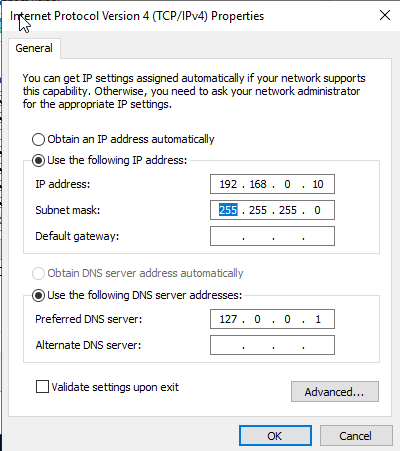 Internet Protocol Version 4 (TCP/IPv4) Properties
General
You can get IP settings assigned automatically if your network supports
this capability. Otherwise, you need to ask your network administrator
for the appropriate IP settings.
Obtain an IP address automatically
Use the following IP address:
IP address: 192 . 168 . 0 . 10
Subnet mask: 255 . 255 . 255 . 0
Default gateway: . . .
Obtain DNS server address automatically
Use the following DNS server addresses:
Preferred DNS server: 127 . 0 . 0 . 1
Alternate DNS server: . . .
Validate settings upon exit
Advanced...
OK Cancel